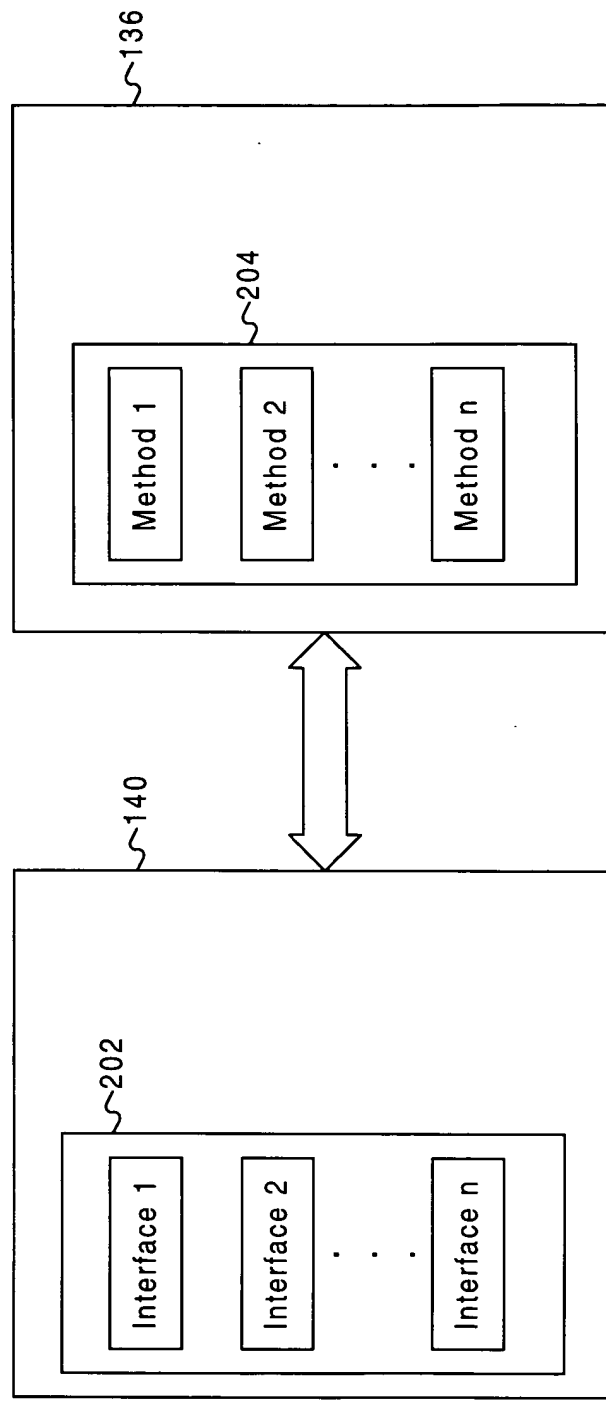 140
202
Interface 1
Interface 2
. . .
Interface n
136
204
Method 1
Method 2
. . .
Method n